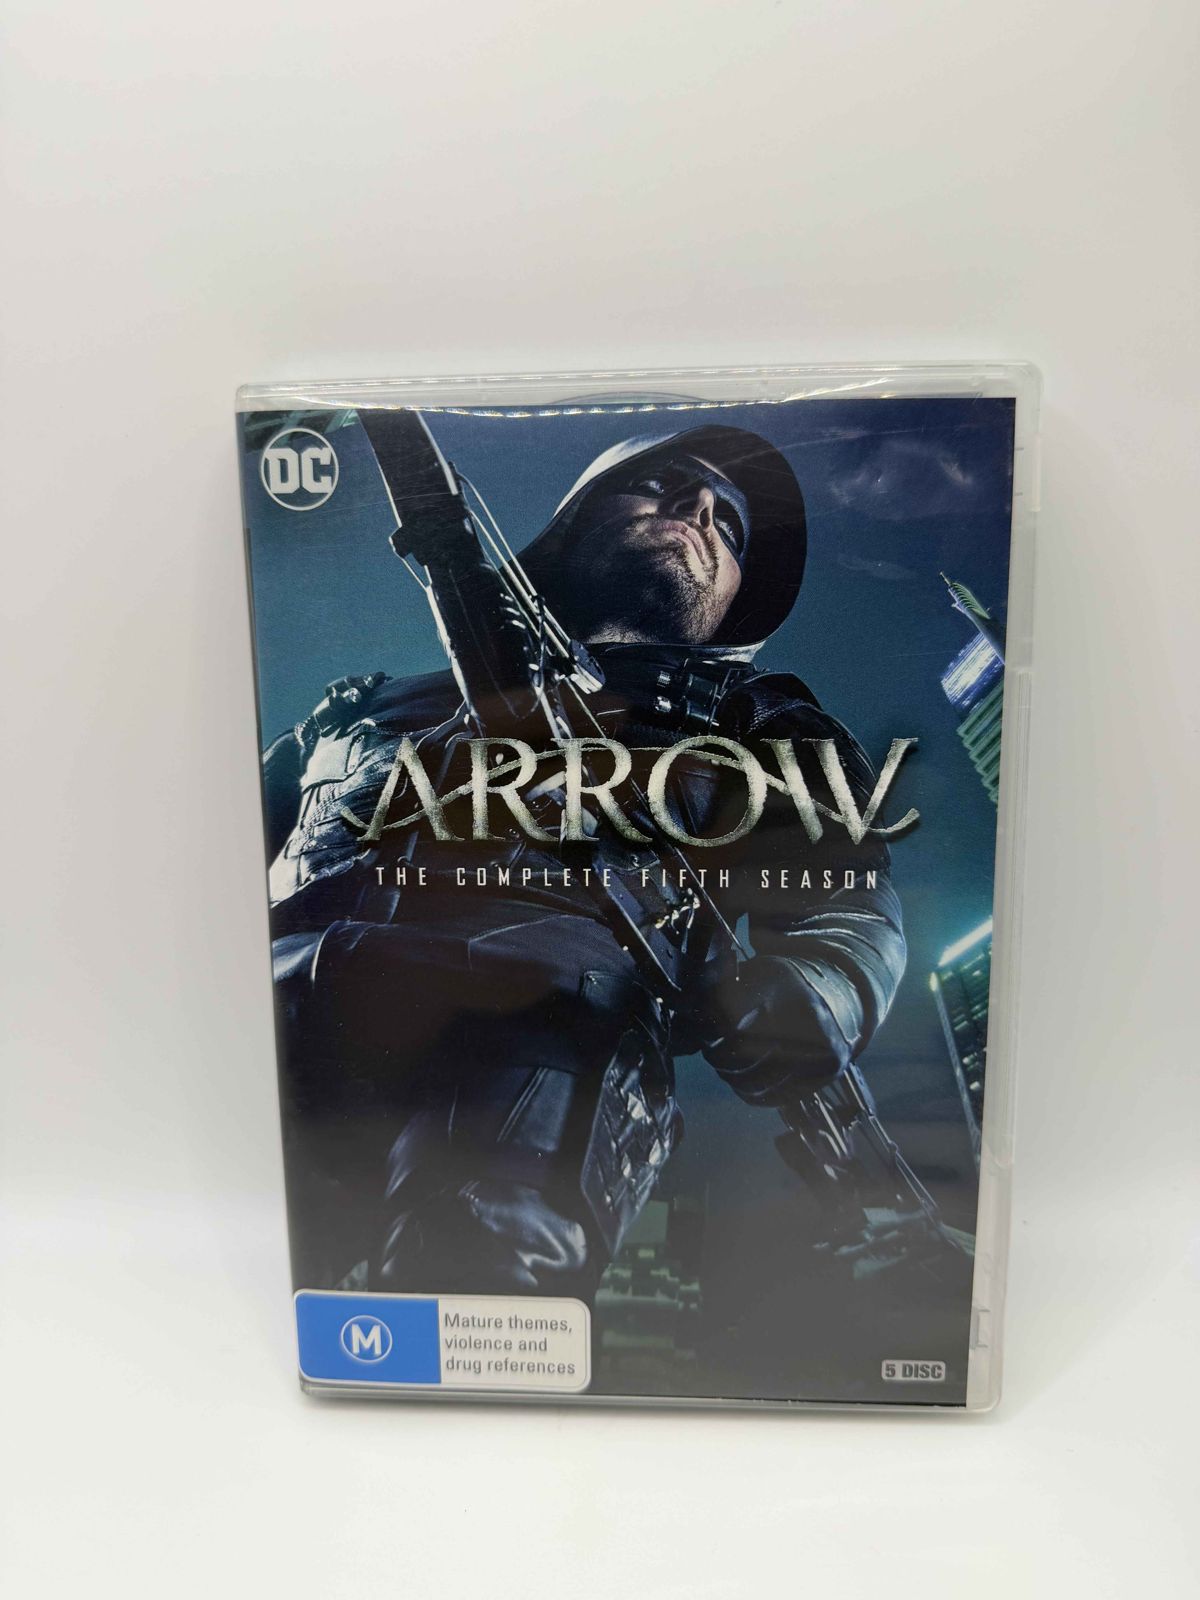 DC
ARROW
THE COMPLETE FIFTH SEASON
M
Mature themes,
violence and
drug references
5 DISC